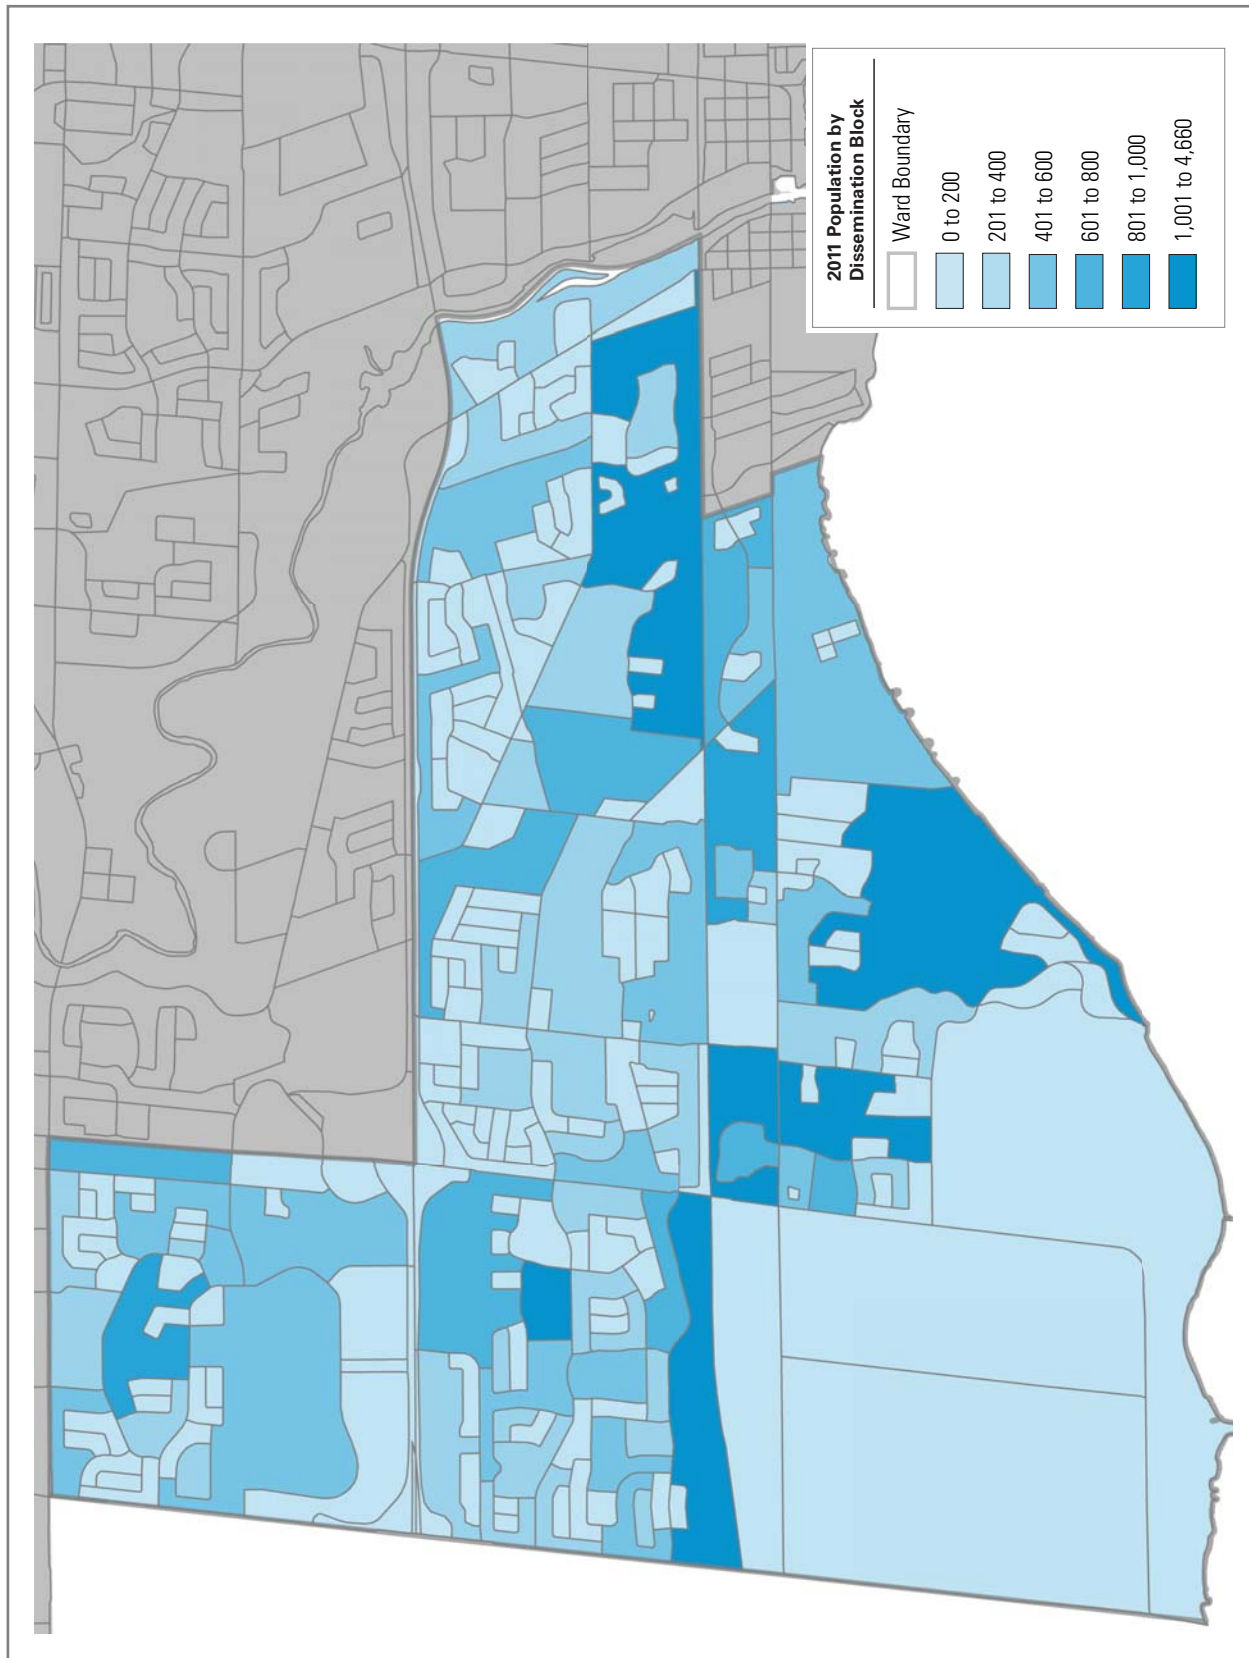 2011 Population by
Dissemination Block
Ward Boundary
0 to 200
201 to 400
401 to 600
601 to 800
801 to 1,000
1,001 to 4,660